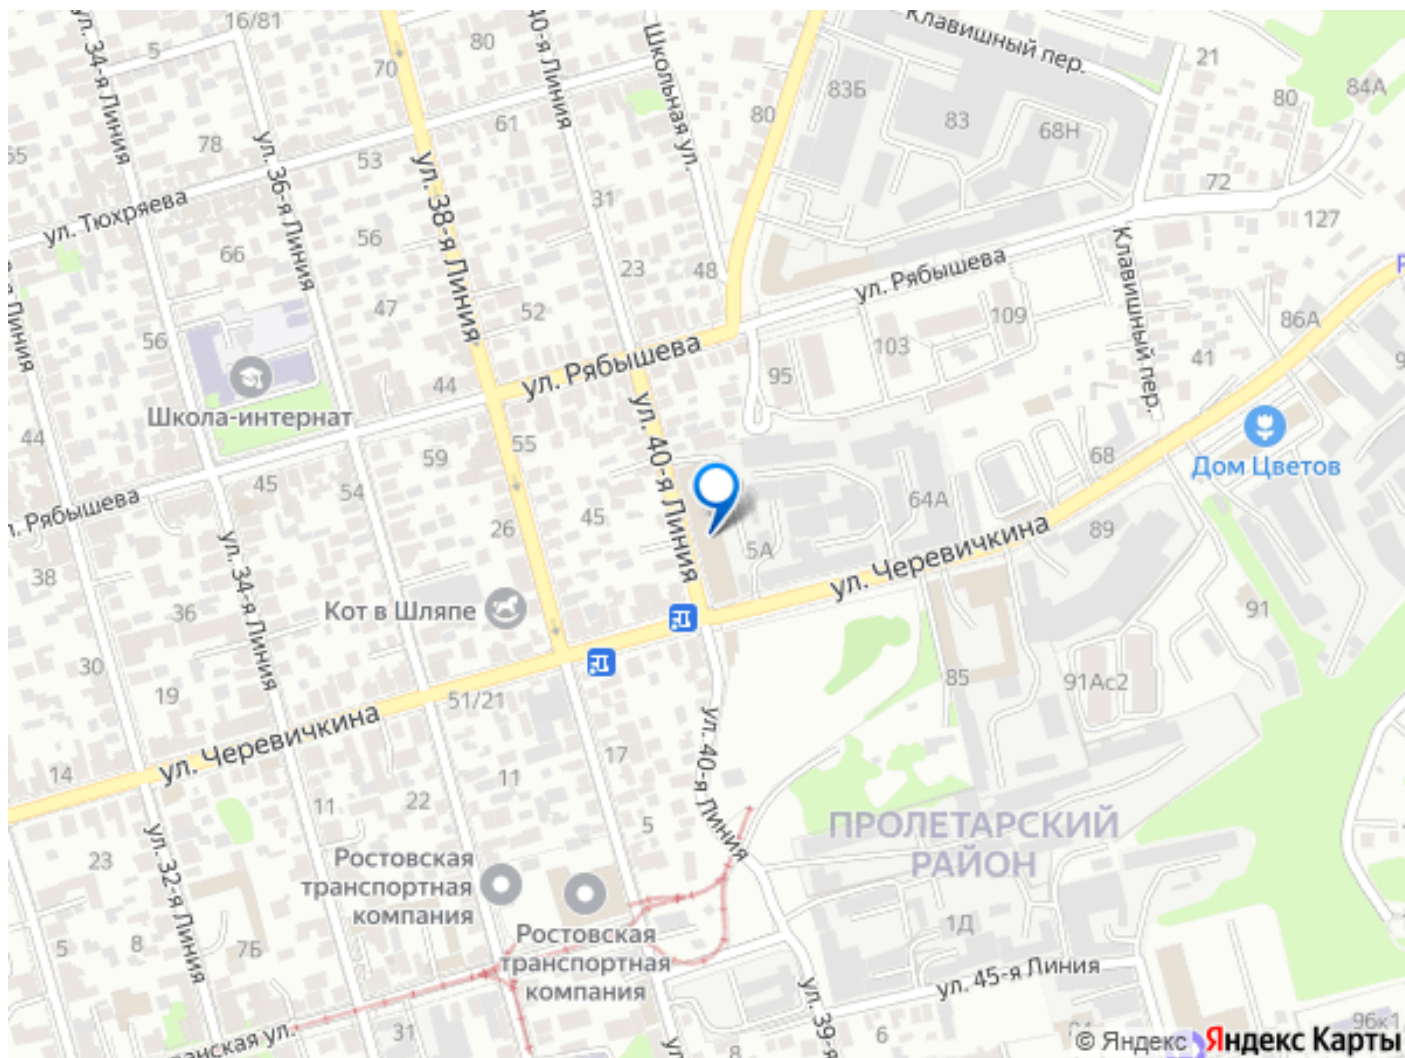 16/81
ул. 34-я Линия
5
70
80
40-я Линия
Школьная ул.
Клавишный пер.
21
84А
80
83Б
83
68Н
80
61
53
78
ул. 36-я Линия
ул. 38-я Линия
31
72
127
ул. Тюхряева
66
56
23
48
ул. Рябышева
Клавишный пер.
47
52
56
109
86А
103
41
ул. Рябышева
44
95
Школа-интернат
ул. 40-я Линия
44
45
59
55
68
Дом Цветов
54
64А
Рябышева
26
45
5А
ул. Черевичкина
89
38
36
ул. 34-я Линия
Кот в Шляпе
91
30
19
51/21
85
91Ас2
ул. Черевичкина
14
17
ул. 40-я Линия
11
22
11
5
ПРОЛЕТАРСКИЙ
РАЙОН
23
ул. 32-я Линия
Ростовская
транспортная
компания
5
8
7Б
Ростовская
транспортная
компания
1Д
ул. 45-я Линия
ул. 39-я
31
8
6
96к1
© Яндекс
Яндекс Карты